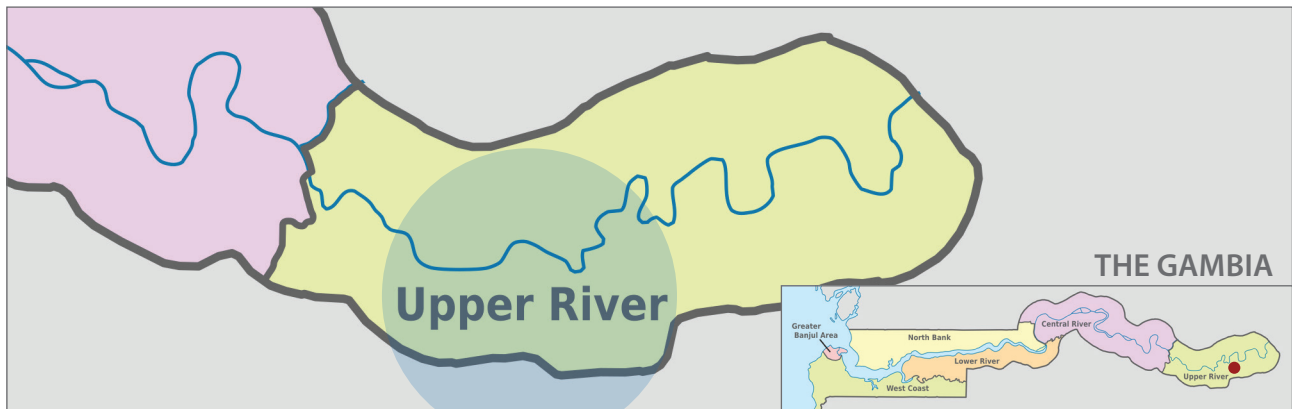 Upper River
THE GAMBIA
Greater
Banjul Area
North Bank
Central River
Lower River
Upper River
West Coast